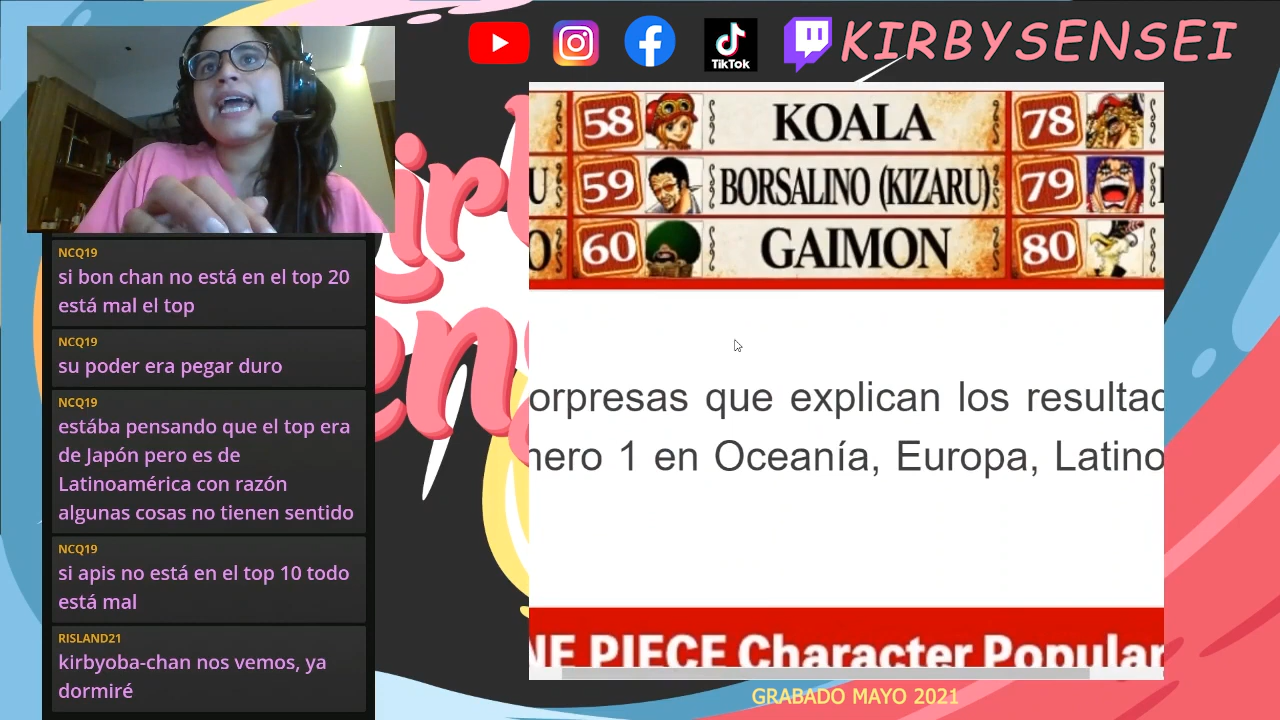 TikTok
KIRBYSENSEI
NCQ19
si bon chan no está en el top 20
está mal el top
NCQ19
su poder era pegar duro
NCQ19
estába pensando que el top era
de Japón pero es de
Latinoamérica con razón
algunas cosas no tienen sentido
NCQ19
si apis no está en el top 10 todo
está mal
RISLAND21
kirbyoba-chan nos vemos, ya
dormiré
58 KOALA 78
59 BORSALINO (KIZARU) 79
60 GAIMON 80
orpresas que explican los resultad
nero 1 en Oceanía, Europa, Latino
NE PIECE Character Popular
GRABADO MAYO 2021